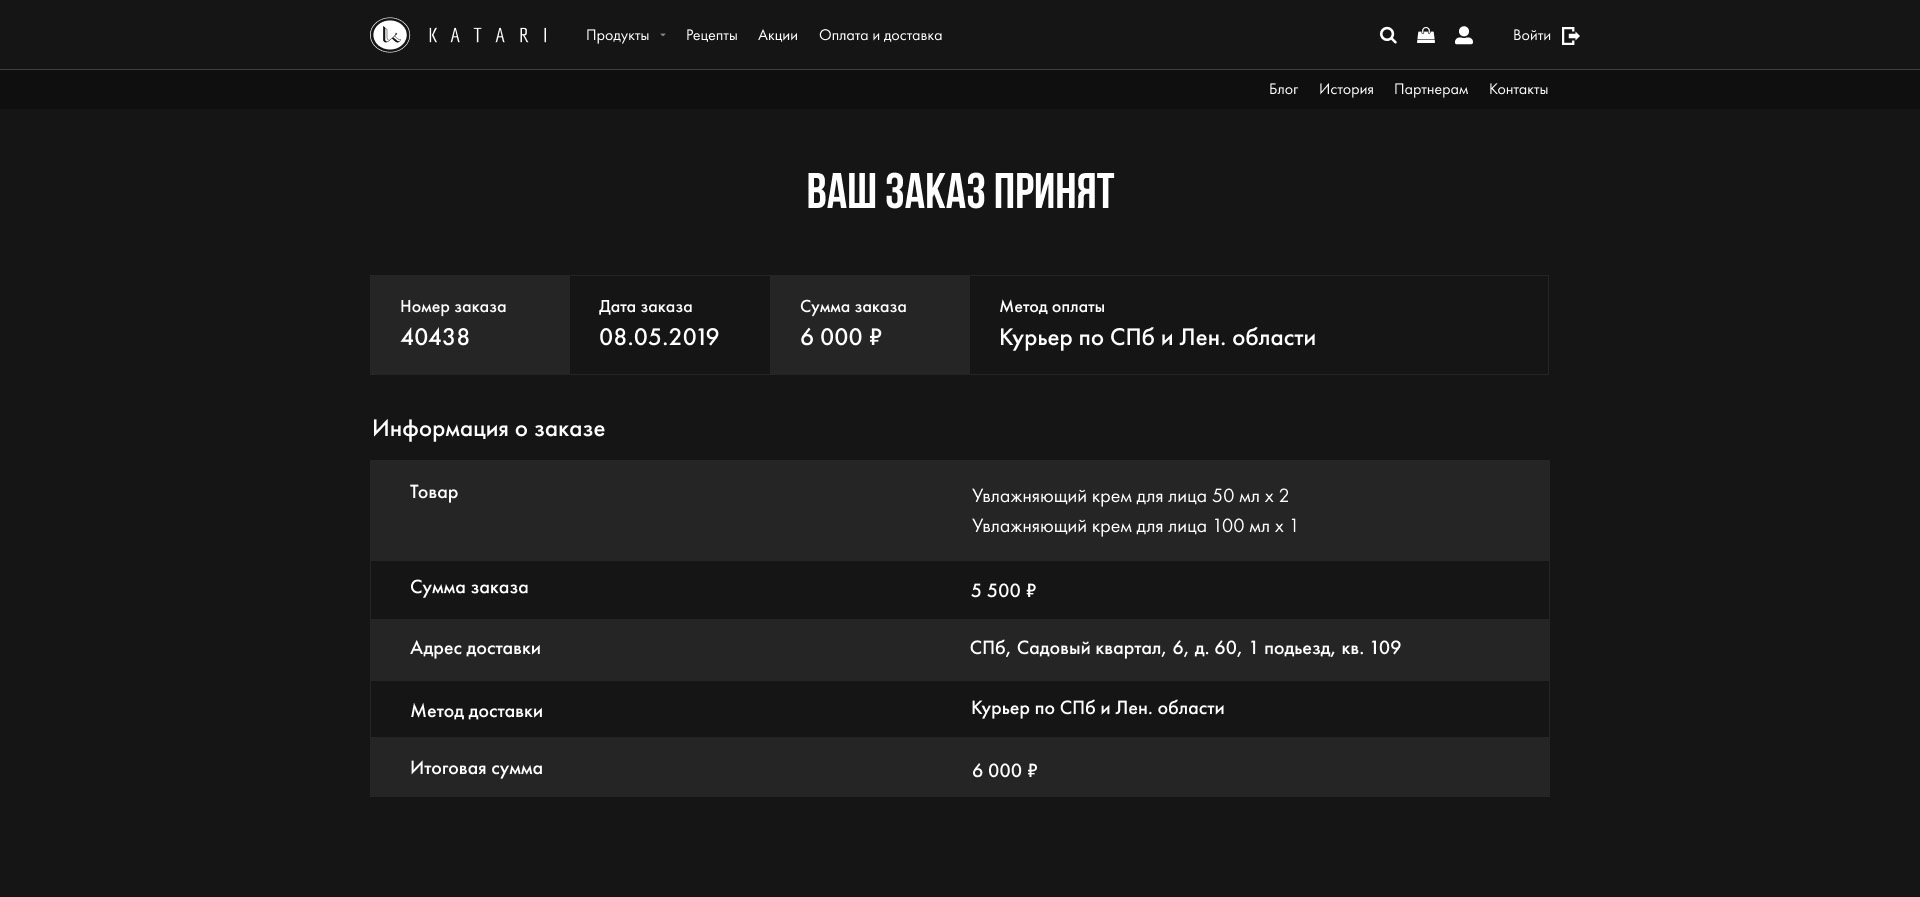 KATARI Продукты Рецепты Акции Оплата и доставка Войти
Блог История Партнерам Контакты
ВАШ ЗАКАЗ ПРИНЯТ
Номер заказа
40438
Дата заказа
08.05.2019
Сумма заказа
6 000 ₽
Метод оплаты
Курьер по СПб и Лен. области
Информация о заказе
Товар
Увлажняющий крем для лица 50 мл x 2
Увлажняющий крем для лица 100 мл x 1
Сумма заказа
5 500 ₽
Адрес доставки
СПб, Садовый квартал, 6, д. 60, 1 подьезд, кв. 109
Метод доставки
Курьер по СПб и Лен. области
Итоговая сумма
6 000 ₽